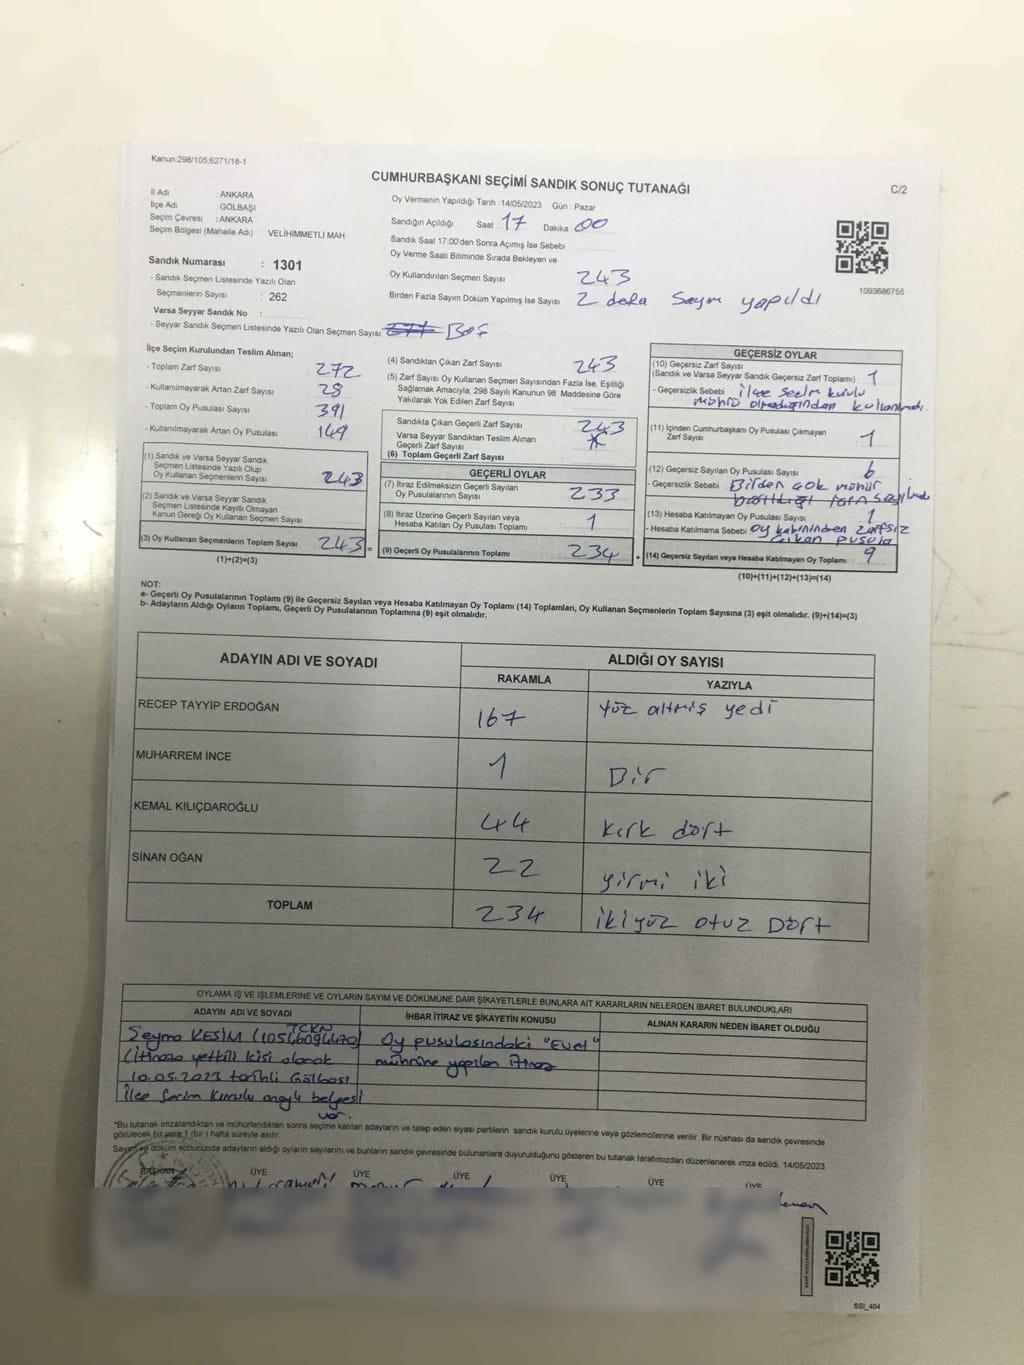 Kanun:298/105;6271/18-1
CUMHURBAŞKANI SEÇİMİ SANDIK SONUÇ TUTANAĞI
C/2
İl Adı : ANKARA
İlçe Adı : GÖLBAŞI
Seçim Çevresi : ANKARA
Seçim Bölgesi (Mahalle Adı) : VELİHİMMETLİ MAH
Sandık Numarası : 1301
- Sandık Seçmen Listesinde Yazılı Olan
Seçmenlerin Sayısı : 262
Varsa Seyyar Sandık No :
- Seyyar Sandık Seçmen Listesinde Yazılı Olan Seçmen Sayısı: Boş
Oy Vermenin Yapıldığı Tarih :14/05/2023 Gün : Pazar
Sandığın Açıldığı Saat 17 Dakika 00
Sandık Saat 17:00'den Sonra Açımış İse Sebebi
Oy Verme Saati Bitiminde Sırada Bekleyen ve
Oy Kullandırılan Seçmen Sayısı 243
Birden Fazla Sayım Döküm Yapılmış İse Sayısı 2 defa Sayım yapıldı
1093686755
İlçe Seçim Kurulundan Teslim Alınan;
- Toplam Zarf Sayısı 272
- Kullanılmayarak Artan Zarf Sayısı 28
- Toplam Oy Pusulası Sayısı 391
- Kullanılmayarak Artan Oy Pusulası 149
(1) Sandık ve Varsa Seyyar Sandık
Seçmen Listesinde Yazılı Olup
Oy Kullanan Seçmenlerin Sayısı 243
(2) Sandık ve Varsa Seyyar Sandık
Seçmen Listesinde Kayıtlı Olmayan
Kanun Gereği Oy Kullanan Seçmen Sayısı
(3) Oy Kullanan Seçmenlerin Toplam Sayısı 243 =
(1)+(2)=(3)
(4) Sandıktan Çıkan Zarf Sayısı 243
(5) Zarf Sayısı Oy Kullanan Seçmen Sayısından Fazla İse, Eşitliği
Sağlamak Amacıyla, 298 Sayılı Kanunun 98. Maddesine Göre
Yakılarak Yok Edilen Zarf Sayısı
Sandıkta Çıkan Geçerli Zarf Sayısı 243
Varsa Seyyar Sandıktan Teslim Alınan
Geçerli Zarf Sayısı
(6) Toplam Geçerli Zarf Sayısı
GEÇERLİ OYLAR
(7) İtiraz Edilmeksizin Geçerli Sayılan
Oy Pusulalarının Sayısı 233
(8) İtiraz Üzerine Geçerli Sayılan veya
Hesaba Katılan Oy Pusulası Toplamı 1
(9) Geçerli Oy Pusulalarının Toplamı 234 +
GEÇERSİZ OYLAR
(10) Geçersiz Zarf Sayısı
(Sandık ve Varsa Seyyar Sandık Geçersiz Zarf Toplamı) 1
- Geçersizlik Sebebi ilçe seçim kurulu
mührü olmadığından kullanılmadı.
(11) İçinden Cumhurbaşkanı Oy Pusulası Çıkmayan
Zarf Sayısı 1
(12) Geçersiz Sayılan Oy Pusulası Sayısı 6
- Geçersizlik Sebebi Birden çok mühür
basıldığı
(13) Hesaba Katılmayan Oy Pusulası Sayısı 1
- Hesaba Katılmama Sebebi Oy kabininden zarfsız
çıkan pusula
(14) Geçersiz Sayılan veya Hesaba Katılmayan Oy Toplamı : 9
(10)+(11)+(12)+(13)=(14)
NOT:
a- Geçerli Oy Pusulalarının Toplamı (9) ile Geçersiz Sayılan veya Hesaba Katılmayan Oy Toplamı (14) Toplamları, Oy Kullanan Seçmenlerin Toplam Sayısına (3) eşit olmalıdır. (9)+(14)=(3)
b- Adayların Aldığı Oyların Toplamı, Geçerli Oy Pusulalarının Toplamına (9) eşit olmalıdır.
ADAYIN ADI VE SOYADI ALDIĞI OY SAYISI
RAKAMLA YAZIYLA
RECEP TAYYİP ERDOĞAN 167 Yüz altmış yedi
MUHARREM İNCE 1 Bir
KEMAL KILIÇDAROĞLU 44 Kırk dört
SİNAN OĞAN 22 yirmi iki
TOPLAM 234 ikiyüz otuz Dört
OYLAMA İŞ VE İŞLEMLERİNE VE OYLARIN SAYIM VE DÖKÜMÜNE DAİR ŞİKAYETLERLE BUNLARA AİT KARARLARIN NELERDEN İBARET BULUNDUKLARI
ADAYIN ADI VE SOYADI İHBAR İTİRAZ VE ŞİKAYETİN KONUSU ALINAN KARARIN NEDEN İBARET OLDUĞU
TCKN
Seyma KESİM Oy pusulasındaki "Evet"
(itiraza yetkili kişi olarak mührüne yapılan itiraz
10.05.2023 tarihli Gölbaşı
İlçe Seçim Kurulu onaylı belgesi
var.
*Bu tutanak imzalandıktan ve mühürlendikten sonra seçime katılan adayların ve talep eden siyasi partilerin sandık kurulu üyelerine veya gözlemcilerine verilir. Bir nüshası da sandık çevresinde
görülecek bir yere 1 (bir ) hafta süreyle asılır.
Sayım ve döküm sonucunda adayların aldığı oyların sayılarını ve bunların sandık çevresinde bulunanlara duyurulduğunu gösteren bu tutanak tarafımızdan düzenlenerek imza edildi. 14/05/2023
BAŞKAN ÜYE ÜYE ÜYE ÜYE ÜYE ÜYE
SSİ_404